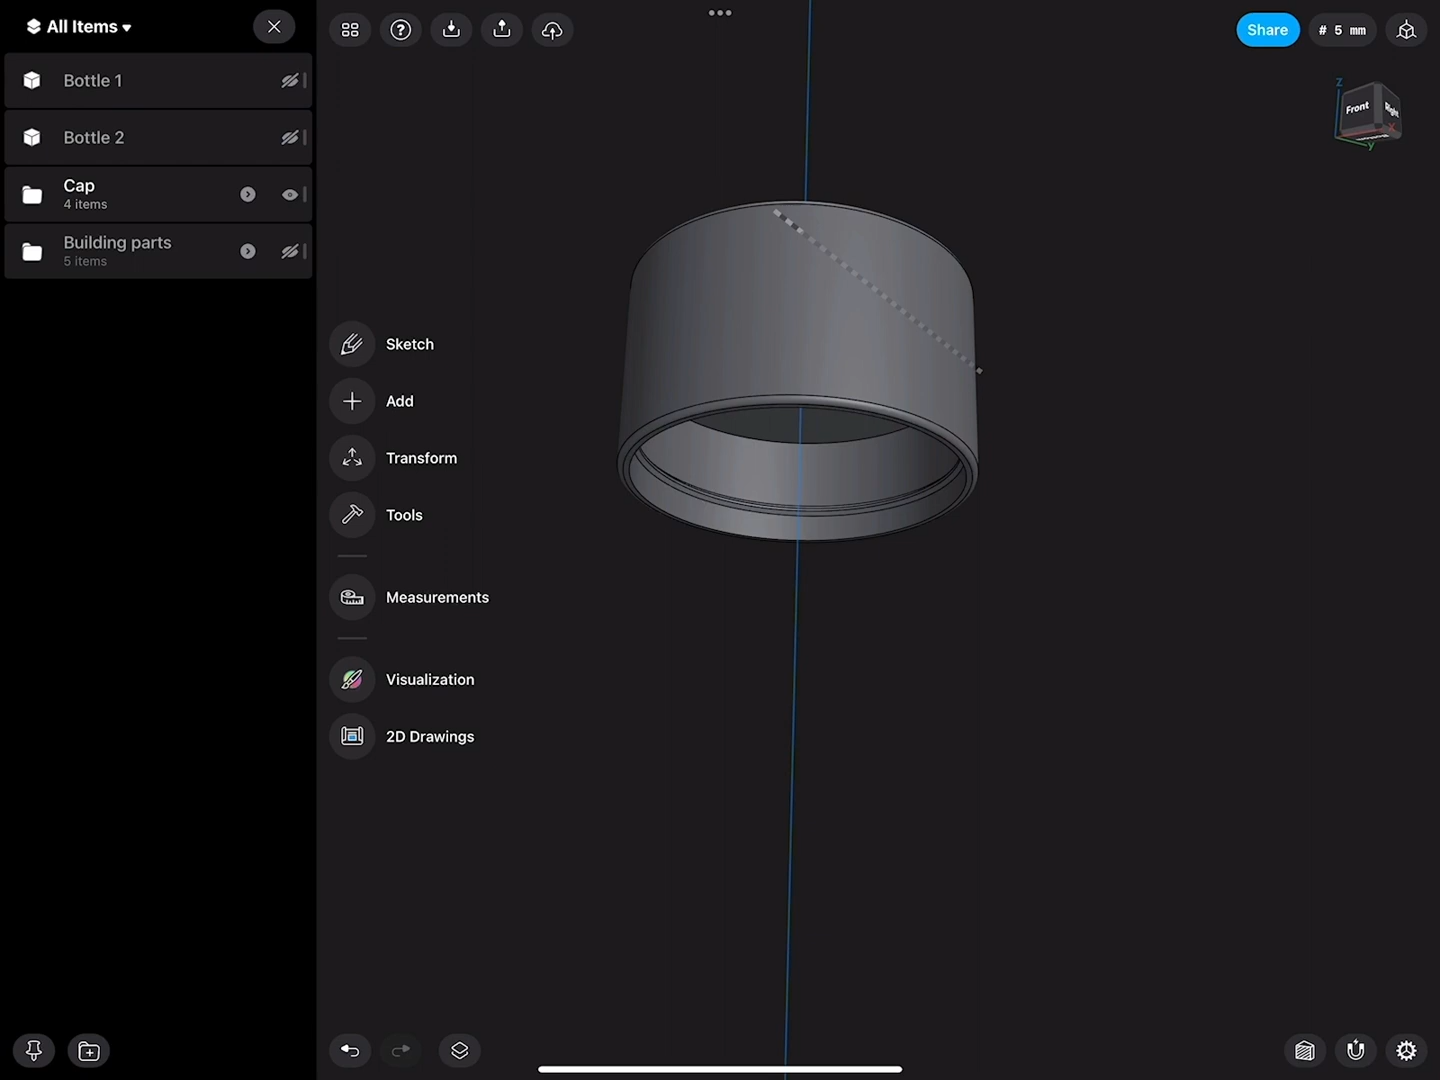 All Items
Share
# 5 mm
Bottle 1
Bottle 2
Cap
4 items
Building parts
5 items
Z
Front
Right
X
Y
Sketch
Add
Transform
Tools
Measurements
Visualization
2D Drawings